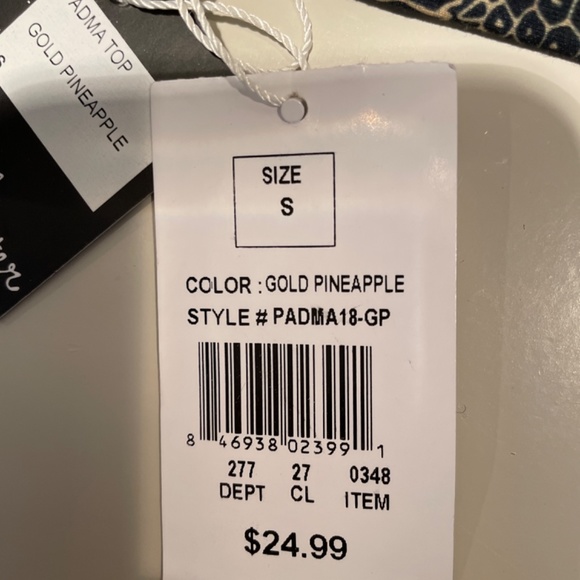 PADMA TOP
GOLD PINEAPPLE
S
SIZE
S
COLOR : GOLD PINEAPPLE
STYLE # PADMA18-GP
8 46938 02399 1
277 27 0348
DEPT CL ITEM
$24.99